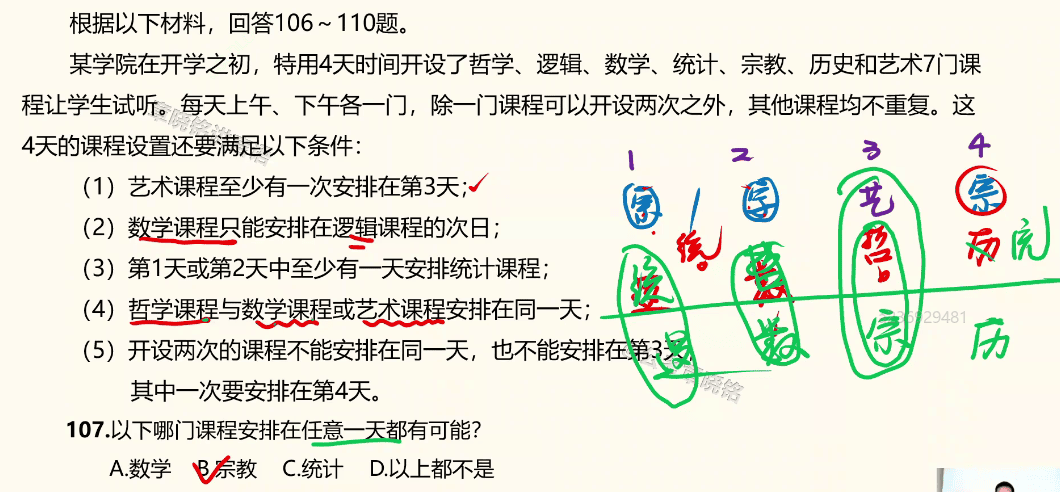 根据以下材料，回答106～110题。
某学院在开学之初，特用4天时间开设了哲学、逻辑、数学、统计、宗教、历史和艺术7门课
程让学生试听。每天上午、下午各一门，除一门课程可以开设两次之外，其他课程均不重复。这
4天的课程设置还要满足以下条件：
（1）艺术课程至少有一次安排在第3天；
（2）数学课程只能安排在逻辑课程的次日；
（3）第1天或第2天中至少有一天安排统计课程；
（4）哲学课程与数学课程或艺术课程安排在同一天；
（5）开设两次的课程不能安排在同一天，也不能安排在第3天，
其中一次要安排在第4天。
107.以下哪门课程安排在任意一天都有可能？
A.数学 B.宗教 C.统计 D.以上都不是
1 2 3 4
宗 艺 宗
统 哲 历
数 宗 历